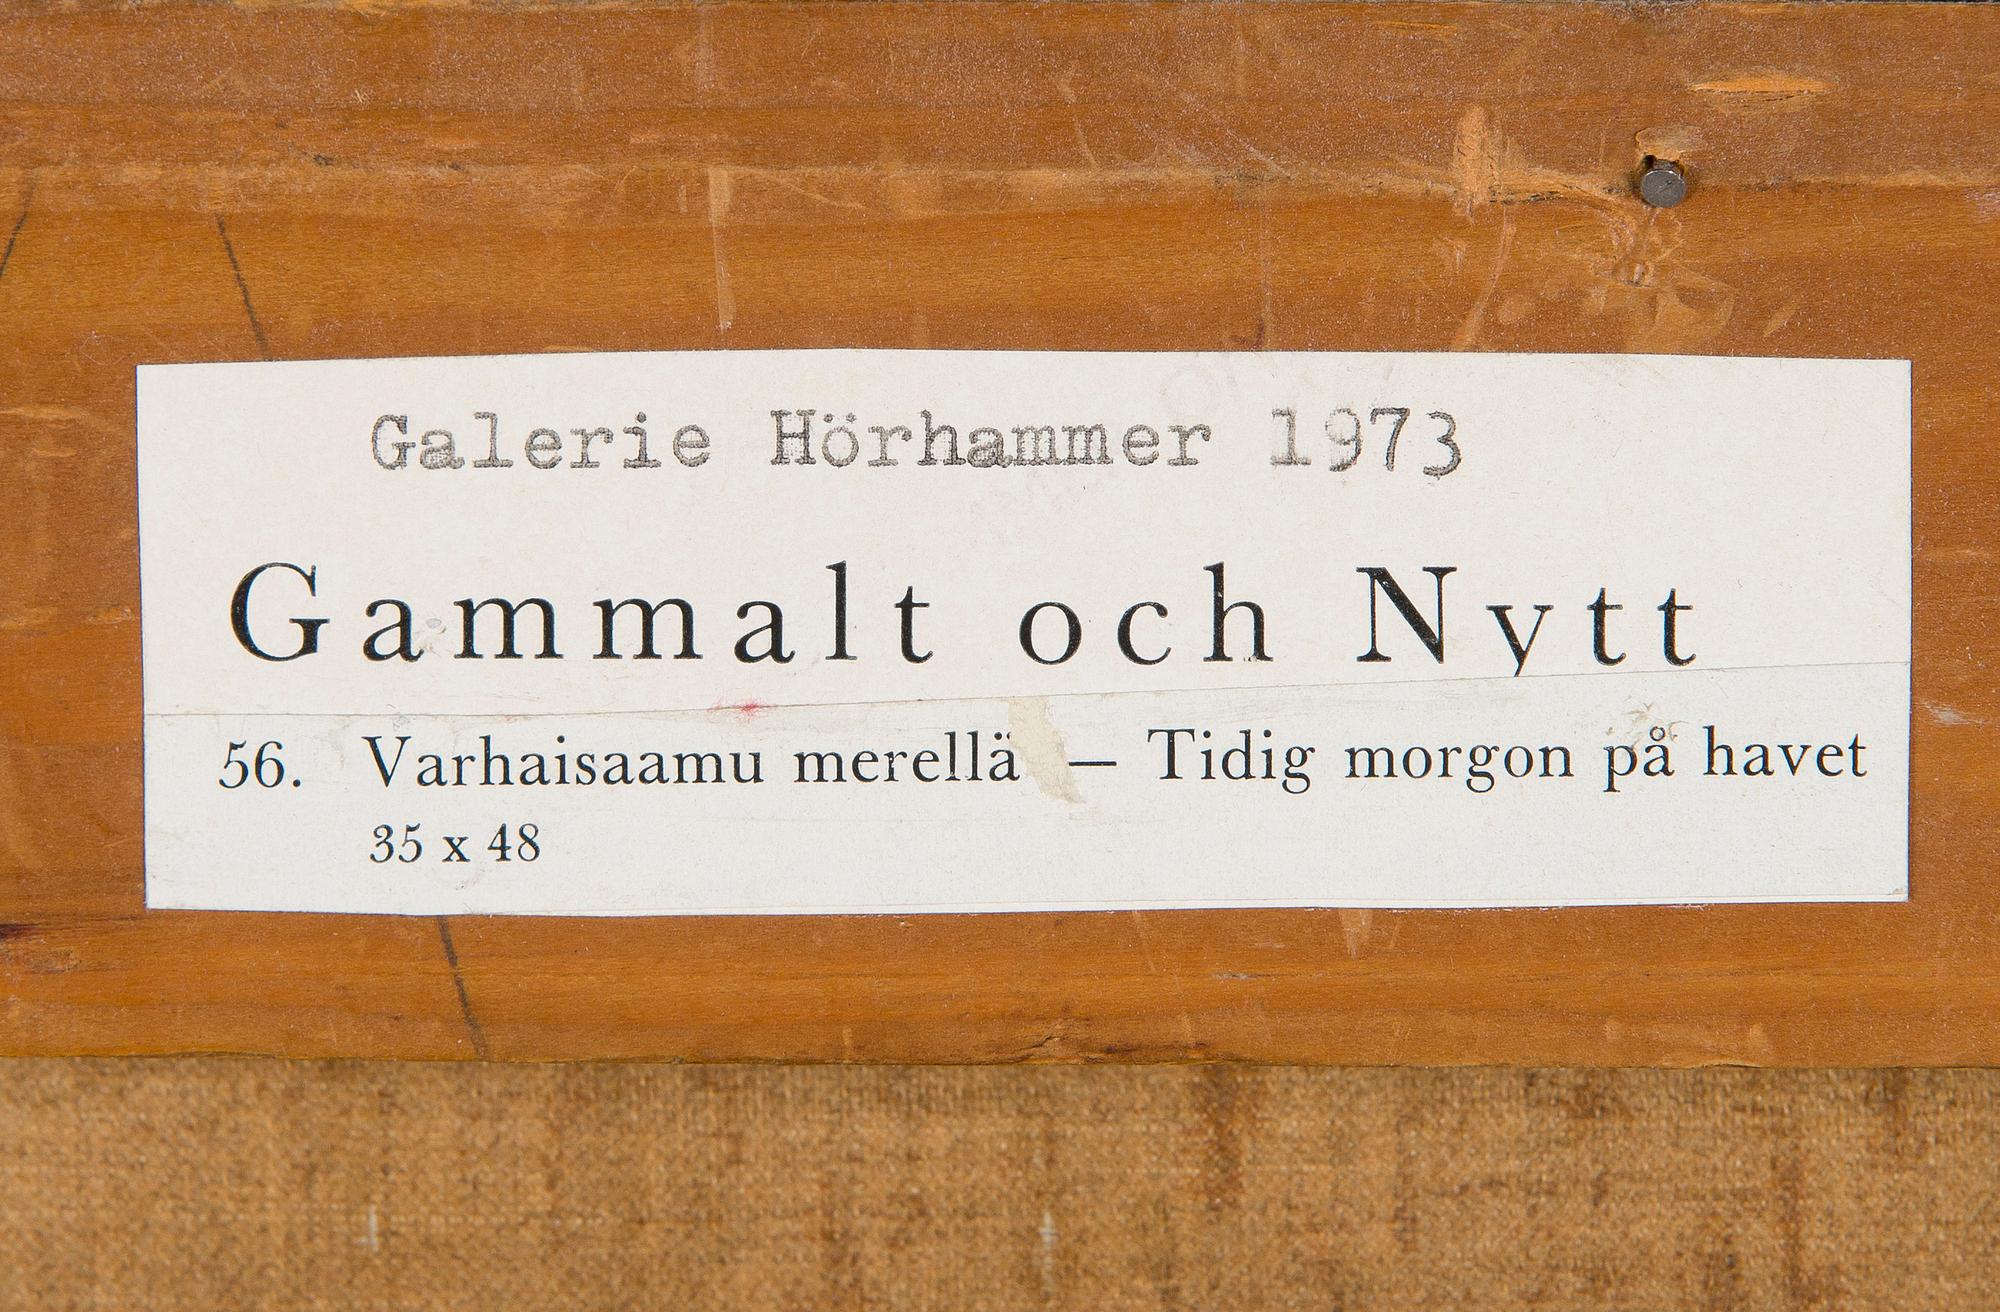 Galerie Hörhammer 1973
Gammalt och Nytt
56. Varhaisaamu merellä — Tidig morgon på havet
35 x 48